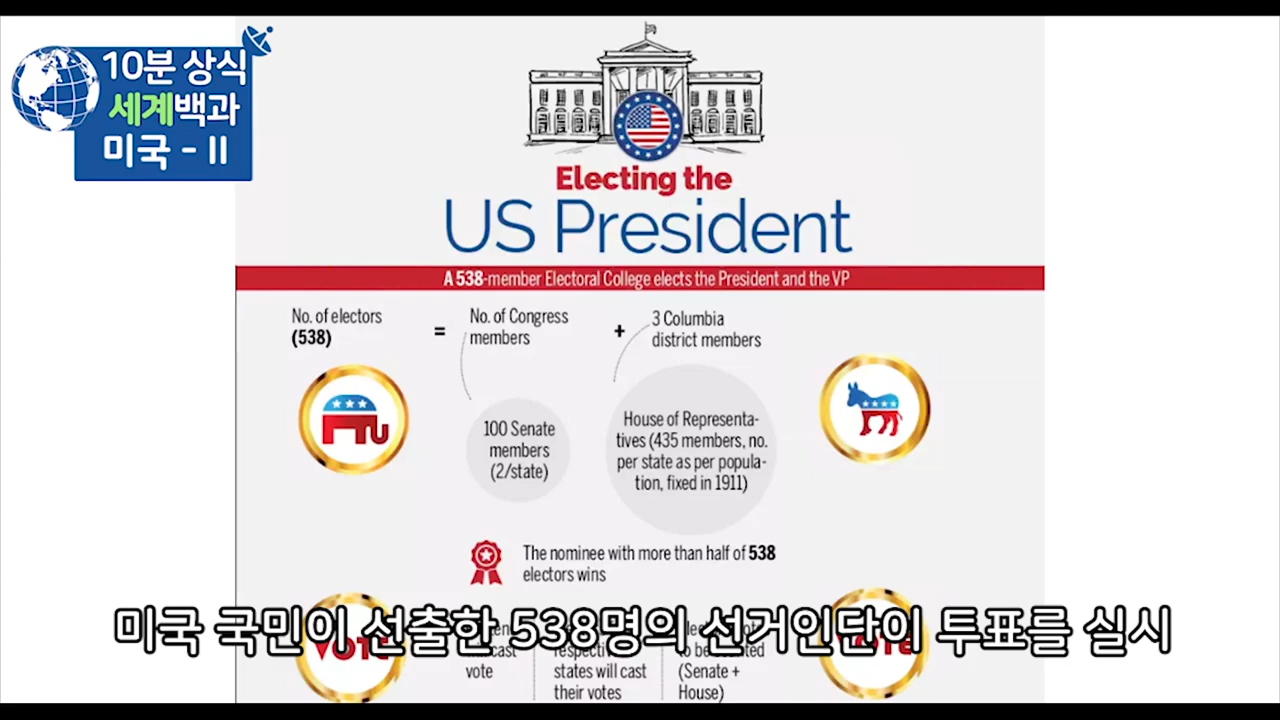 10분 상식
세계백과
미국 - II
Electing the
US President
A 538-member Electoral College elects the President and the VP
No. of electors
(538)
=
No. of Congress
members
+
3 Columbia
district members
100 Senate
members
(2/state)
House of Representa-
tives (435 members, no.
per state as per popula-
tion, fixed in 1911)
The nominee with more than half of 538
electors wins
미국 국민이 선출한 538명의 선거인단이 투표를 실시
VOTE
cast
vote
states will cast
their votes
(Senate +
House)